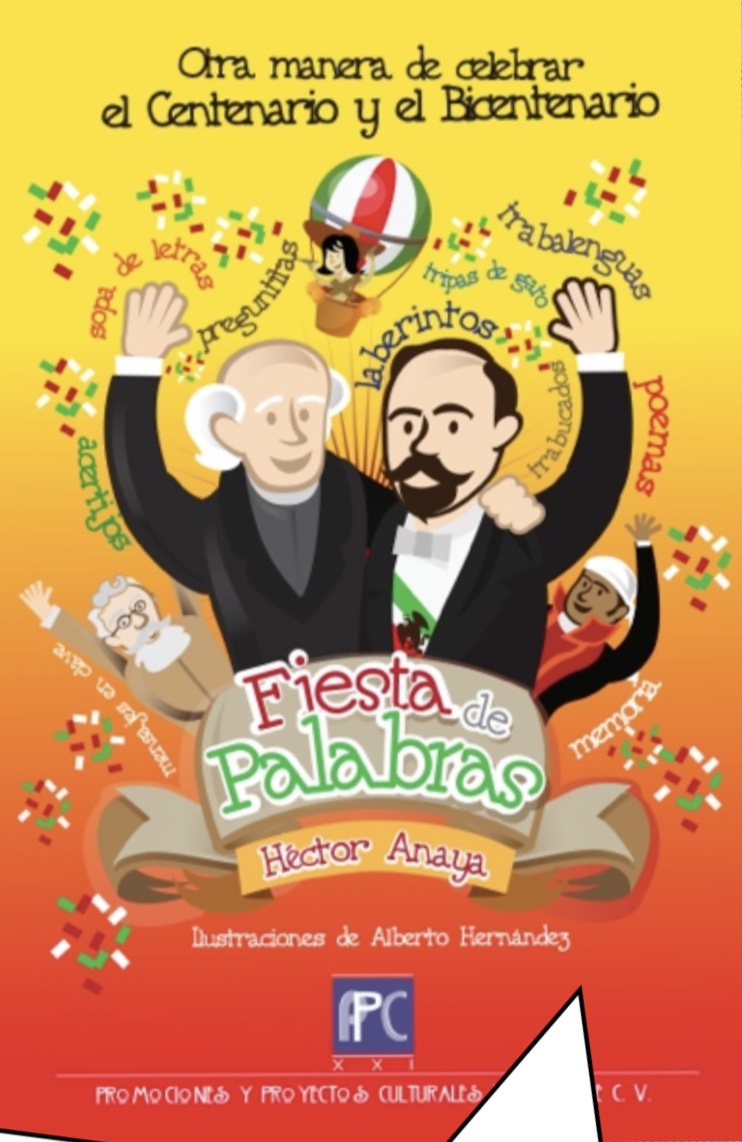 Otra manera de celebrar
el Centenario y el Bicentenario
sopa de letras
preguntitas
trabalenguas
tripas de gato
laberintos
trabucados
poemas
acertijos
mensajes en clave
memoria
Fiesta de
Palabras
Héctor Anaya
Ilustraciones de Alberto Hernández
APC
XXI
PROMOCIONES Y PROYECTOS CULTURALES E C. V.